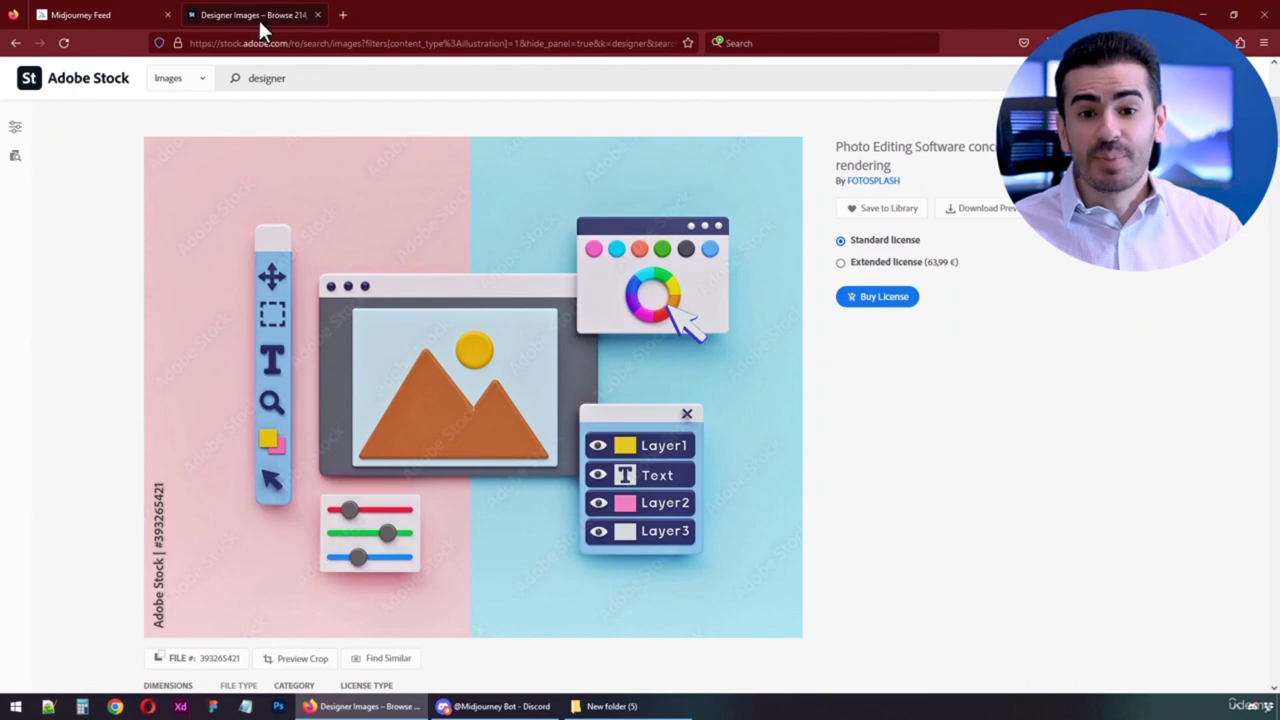 Midjourney Feed
Designer Images – Browse 214,
https://stock.adobe.com/ro/search/images?filters[content_type%3Aillustration]=1&hide_panel=true&k=designer&searc
Search
St Adobe Stock
Images
designer
Photo Editing Software conc
rendering
By FOTOSPLASH
Save to Library
Download Prev
Standard license
Extended license (63,99 €)
Buy License
T
Layer1
T Text
Layer2
Layer3
Adobe Stock | #393265421
FILE #: 393265421
Preview Crop
Find Similar
DIMENSIONS
FILE TYPE
CATEGORY
LICENSE TYPE
Xd
Ps
Designer Images – Browse ...
@Midjourney Bot - Discord
New folder (5)